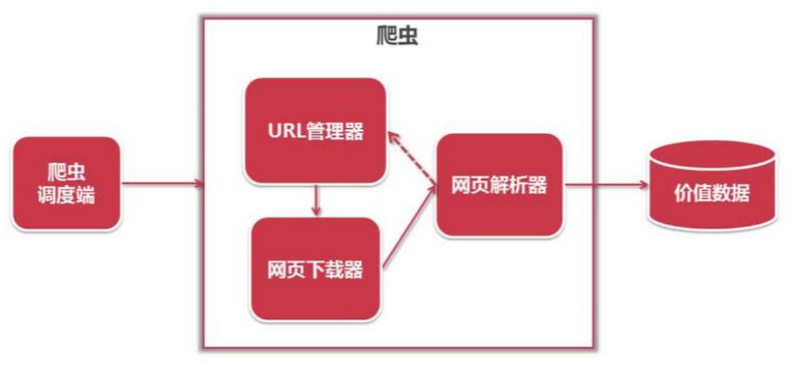 爬虫
URL管理器
爬虫
调度端
网页解析器
价值数据
网页下载器